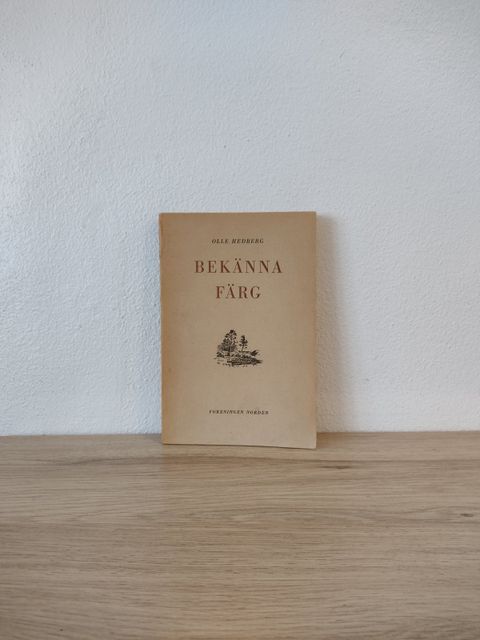 OLLE HEDBERG
BEKÄNNA
FÄRG
FÖRENINGEN NORDEN